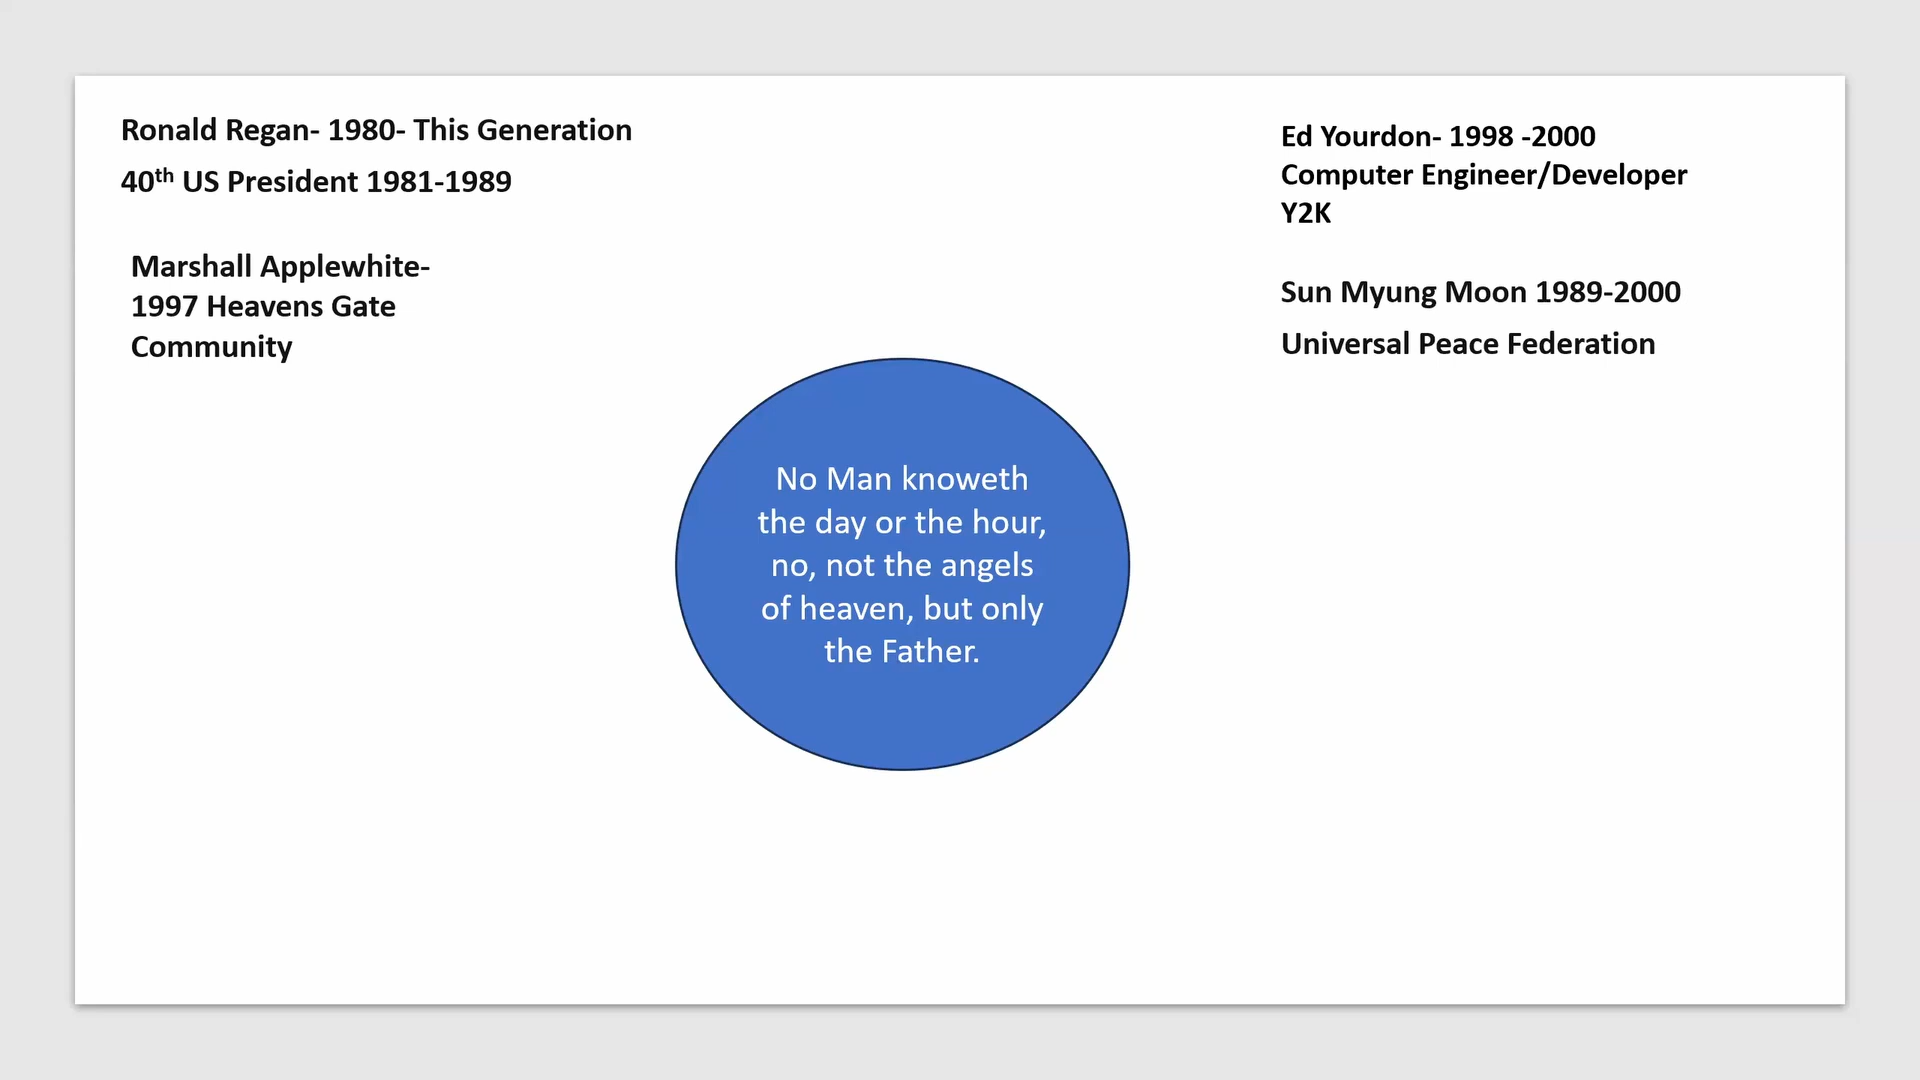 Ronald Regan- 1980- This Generation
40th US President 1981-1989
Marshall Applewhite-
1997 Heavens Gate
Community
Ed Yourdon- 1998 -2000
Computer Engineer/Developer
Y2K
Sun Myung Moon 1989-2000
Universal Peace Federation
No Man knoweth
the day or the hour,
no, not the angels
of heaven, but only
the Father.